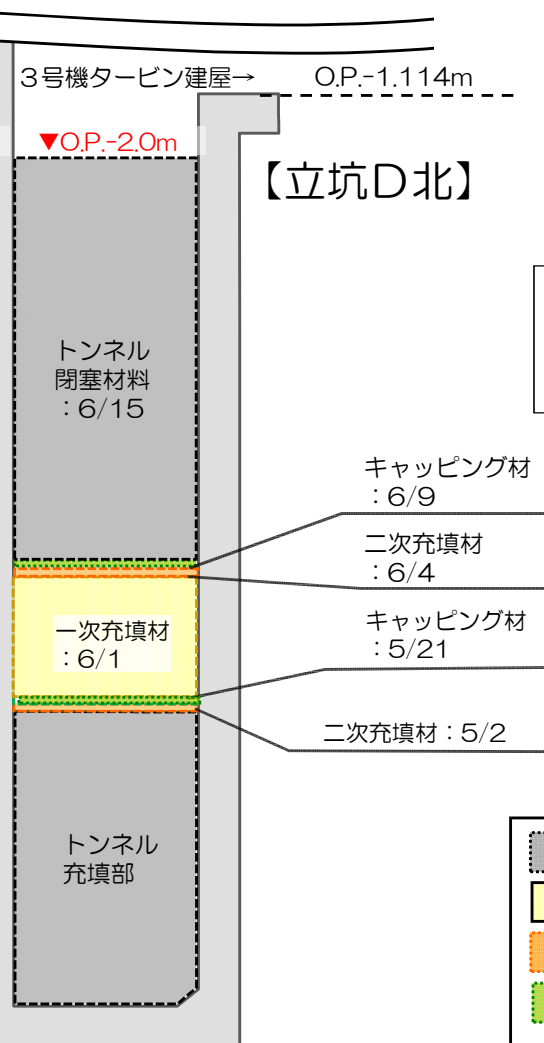 3号機タービン建屋→
O.P.-1.114m
▼O.P.-2.0m
【立坑D北】
トンネル
閉塞材料
:6/15
キャッピング材
:6/9
二次充填材
:6/4
一次充填材
:6/1
キャッピング材
:5/21
二次充填材:5/2
トンネル
充填部